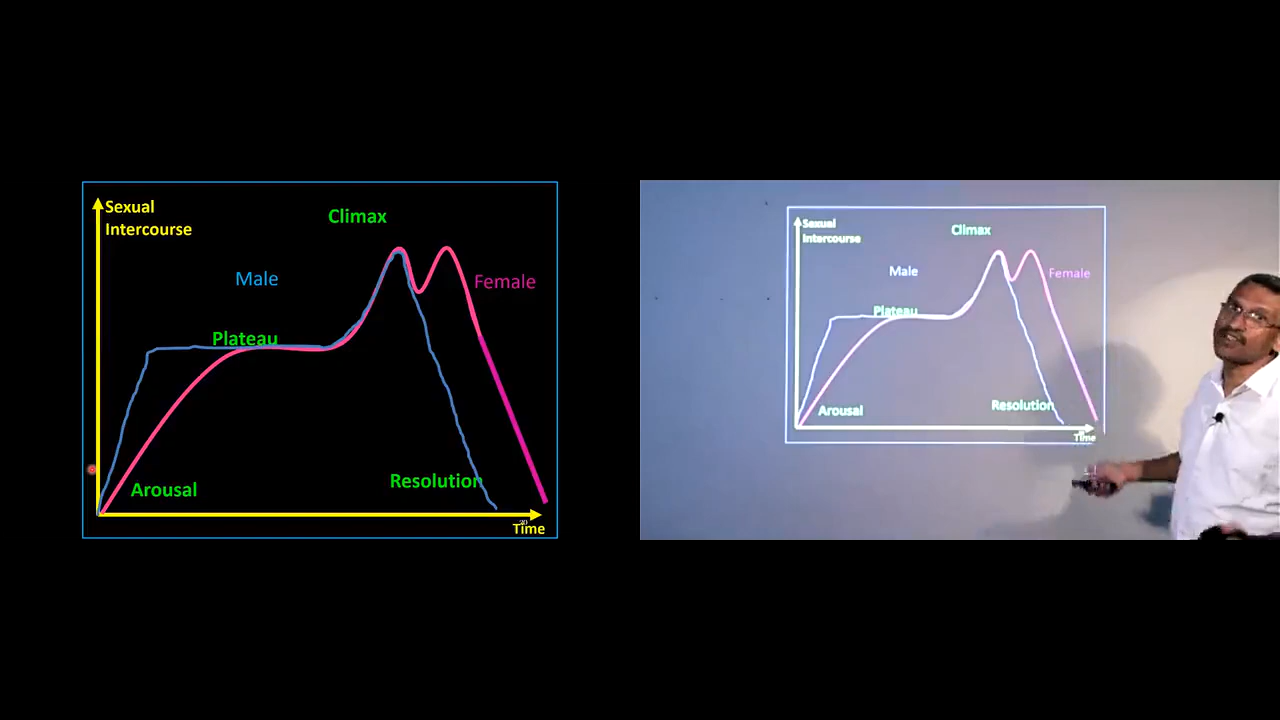 Sexual
Intercourse
Climax
Male
Female
Plateau
Arousal
Resolution
Time
Sexual
Intercourse
Climax
Male
Female
Plateau
Arousal
Resolution
Time